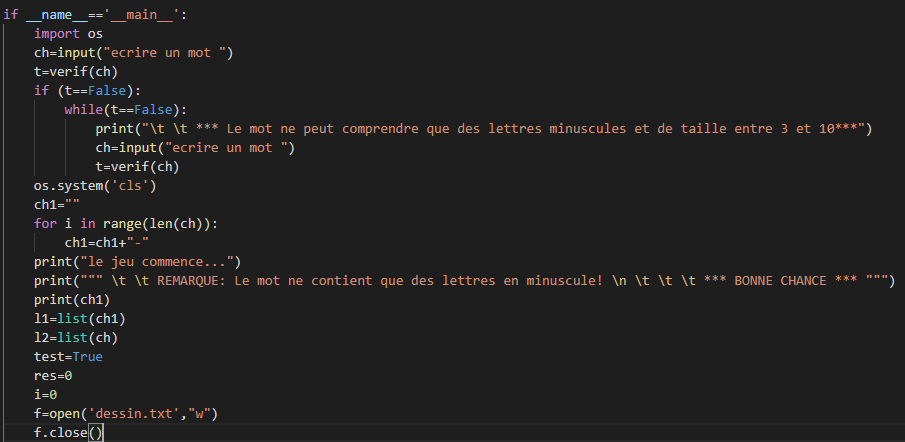 if __name__=='__main__':
    import os
    ch=input("ecrire un mot ")
    t=verif(ch)
    if (t==False):
        while(t==False):
            print("\t \t *** Le mot ne peut comprendre que des lettres minuscules et de taille entre 3 et 10***")
            ch=input("ecrire un mot ")
            t=verif(ch)
    os.system('cls')
    ch1=""
    for i in range(len(ch)):
        ch1=ch1+"-"
    print("le jeu commence...")
    print(""" \t \t REMARQUE: Le mot ne contient que des lettres en minuscule! \n \t \t \t *** BONNE CHANCE *** """)
    print(ch1)
    l1=list(ch1)
    l2=list(ch)
    test=True
    res=0
    i=0
    f=open('dessin.txt',"w")
    f.close()